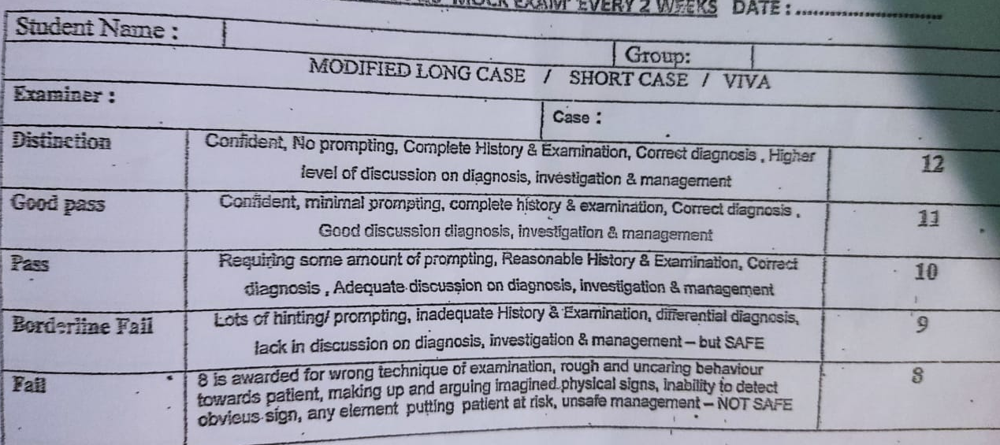 MOCK EXAM EVERY 2 WEEKS DATE :..............................
Student Name :
Group:
MODIFIED LONG CASE / SHORT CASE / VIVA
Examiner :
Case :
Distinction
Confident, No prompting, Complete History & Examination, Correct diagnosis , Higher
level of discussion on diagnosis, investigation & management
12
Good pass
Confident, minimal prompting, complete history & examination, Correct diagnosis .
Good discussion diagnosis, investigation & management
11
Pass
Requiring some amount of prompting, Reasonable History & Examination, Correct
diagnosis , Adequate discussion on diagnosis, investigation & management
10
Borderline Fail
Lots of hinting/ prompting, inadequate History & Examination, differential diagnosis,
lack in discussion on diagnosis, investigation & management – but SAFE
9
Fail
8 is awarded for wrong technique of examination, rough and uncaring behaviour
towards patient, making up and arguing imagined physical signs, inability to detect
obvious sign, any element putting patient at risk, unsafe management – NOT SAFE
8